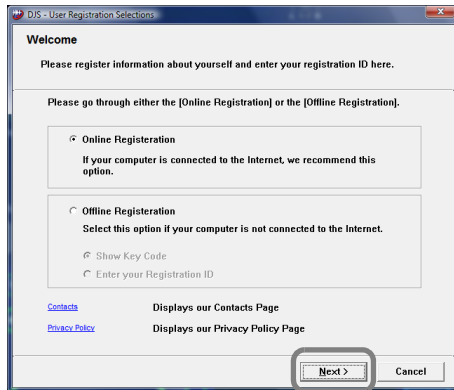 DJS - User Registration Selections
Welcome
Please register information about yourself and enter your registration ID here.
Please go through either the [Online Registration] or the [Offline Registration].
Online Registeration
If your computer is connected to the Internet, we recommend this
option.
Offline Registeration
Select this option if your computer is not connected to the Internet.
Show Key Code
Enter your Registration ID
Contacts Displays our Contacts Page
Privacy Policy Displays our Privacy Policy Page
Next > Cancel